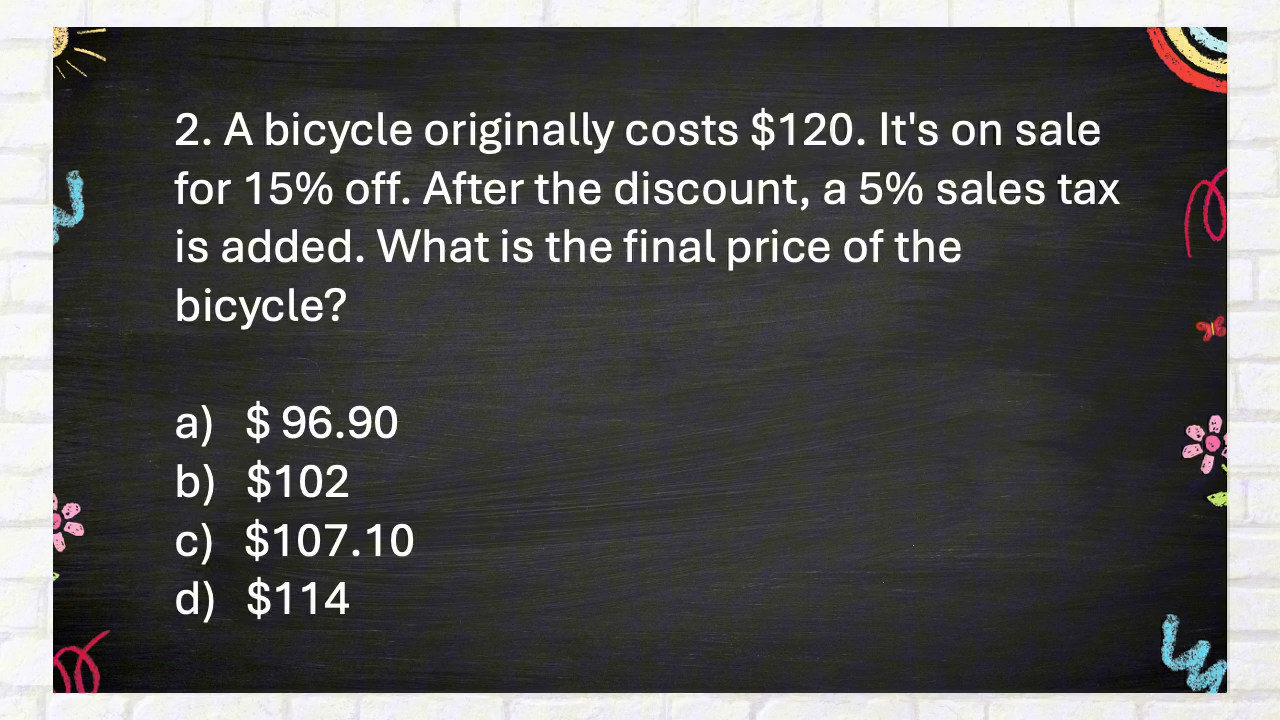 2. A bicycle originally costs $120. It's on sale
for 15% off. After the discount, a 5% sales tax
is added. What is the final price of the
bicycle?
a) $ 96.90
b) $102
c) $107.10
d) $114